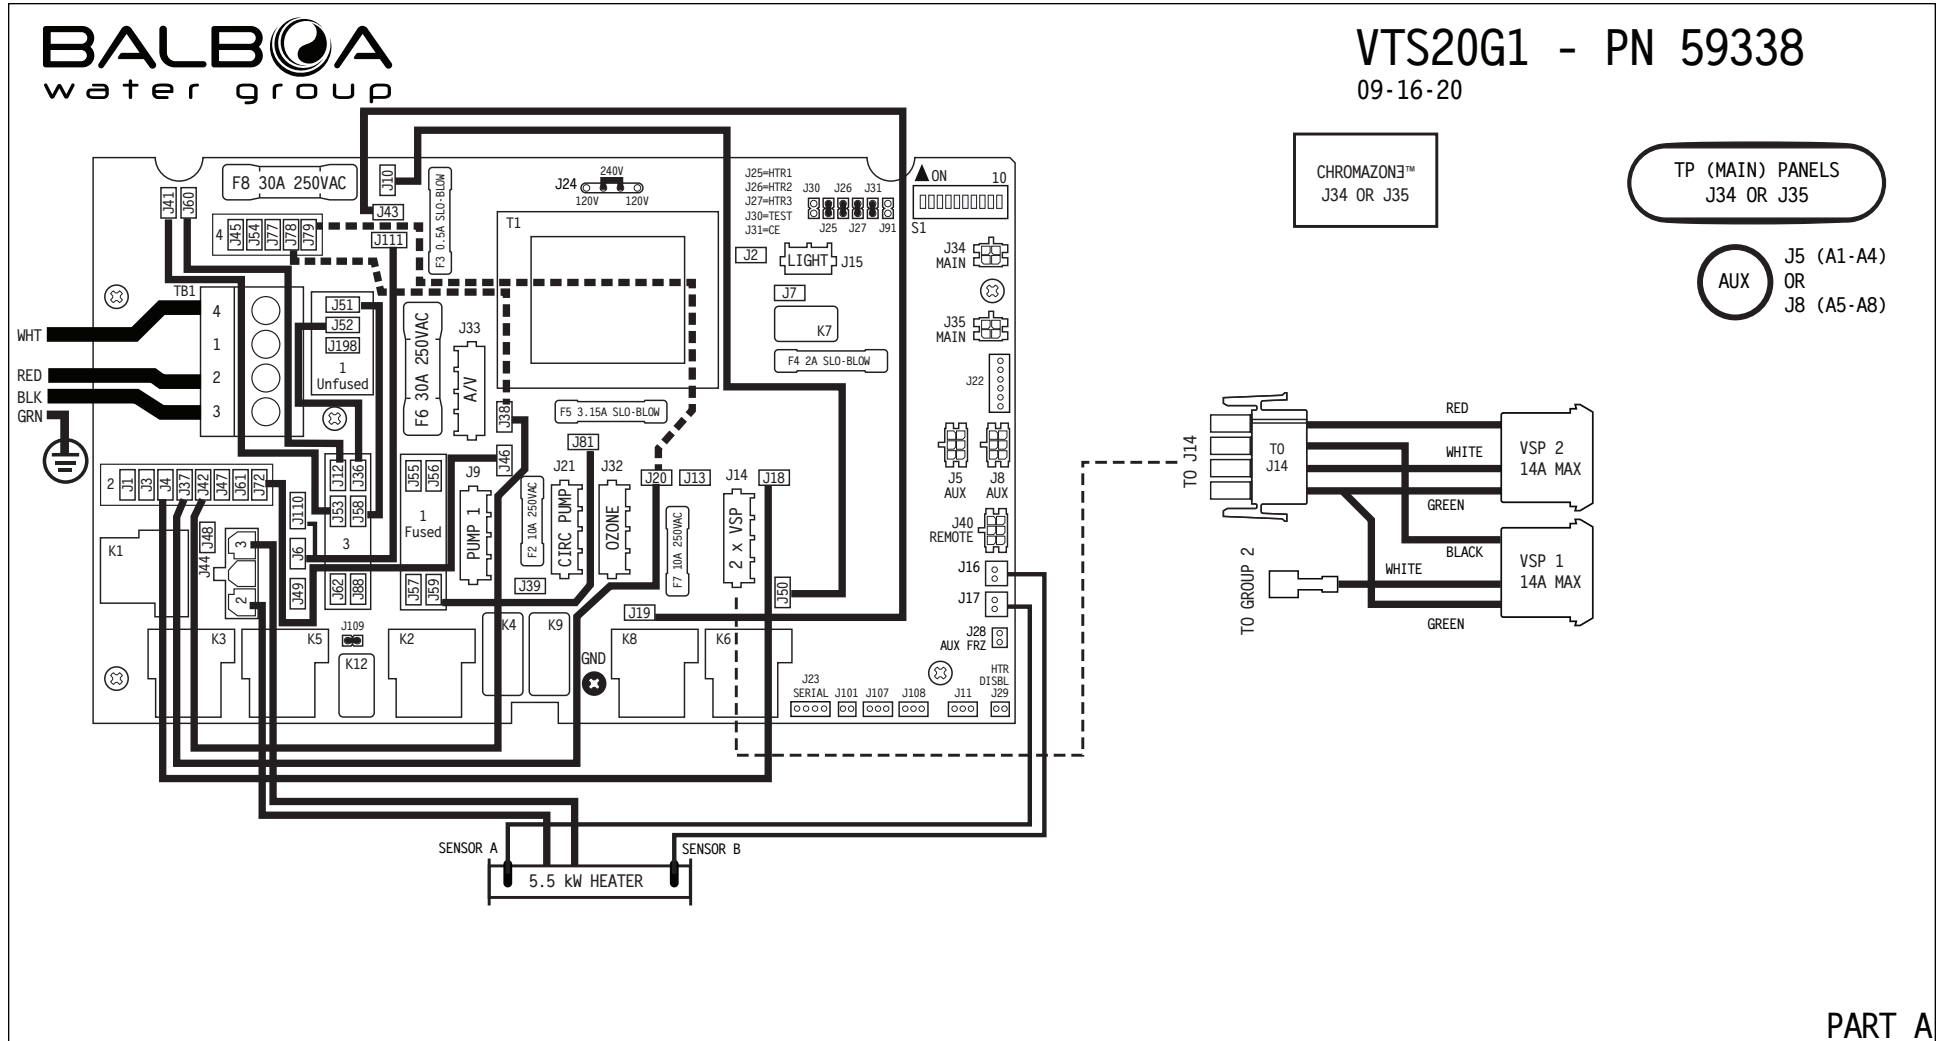 BALBOA
water group
VTS20G1 - PN 59338
09-16-20
CHROMAZONE™
J34 OR J35
TP (MAIN) PANELS
J34 OR J35
AUX
J5 (A1-A4)
OR
J8 (A5-A8)
F8 30A 250VAC
J10
F3 0.5A SLO-BLOW
J24
240V
120V
120V
J25=HTR1
J26=HTR2
J27=HTR3
J30=TEST
J31=CE
J30
J26
J31
J25
J27
J91
ON
10
S1
J41
J60
J43
J111
4
J45
J54
J77
J78
J79
T1
J2
LIGHT
J15
J34
MAIN
J7
K7
J35
MAIN
F4 2A SLO-BLOW
J22
TB1
4
1
2
3
WHT
RED
BLK
GRN
J51
J52
J198
1
Unfused
F6 30A 250VAC
J33
A/V
J38
F5 3.15A SLO-BLOW
J81
J46
2
J1
J3
J4
J37
J42
J47
J61
J72
J12
J36
J53
J58
3
J62
J88
J110
J6
J49
J55
J56
1
Fused
J57
J59
J9
PUMP 1
F2 10A 250VAC
J39
J21
CIRC PUMP
J32
OZONE
J20
J13
F7 10A 250VAC
J14
2 x VSP
J18
J50
J19
J5
AUX
J8
AUX
J40
REMOTE
J16
J17
J28
AUX FRZ
HTR
DISBL
J29
K1
J48
J44
3
2
K3
K5
J109
K12
K2
K4
K9
GND
K8
K6
J23
SERIAL
J101
J107
J108
J11
SENSOR A
SENSOR B
5.5 kW HEATER
TO J14
TO
J14
RED
WHITE
GREEN
VSP 2
14A MAX
TO GROUP 2
BLACK
WHITE
GREEN
VSP 1
14A MAX
PART A